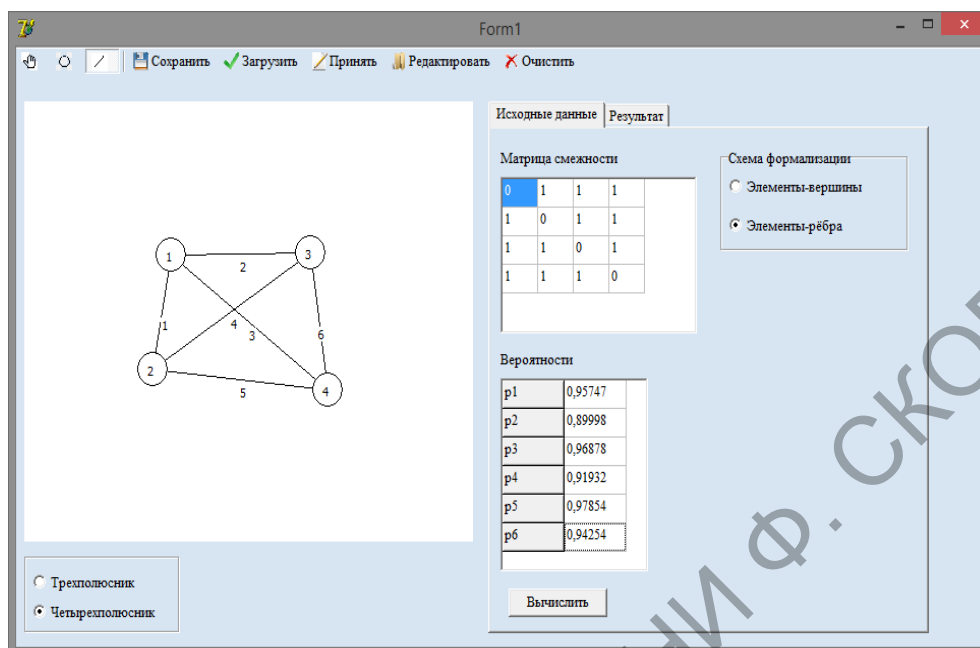 Form1
Сохранить Загрузить Принять Редактировать Очистить
Исходные данные Результат
Матрица смежности
0 1 1 1
1 0 1 1
1 1 0 1
1 1 1 0
Схема формализации
Элементы-вершины
Элементы-рёбра
1 3
2
1 4 3 6
2 5 4
Вероятности
p1 0,95747
p2 0,89998
p3 0,96878
p4 0,91932
p5 0,97854
p6 0,94254
Вычислить
Трехполюсник
Четырехполюсник
НИ Ф. СКО